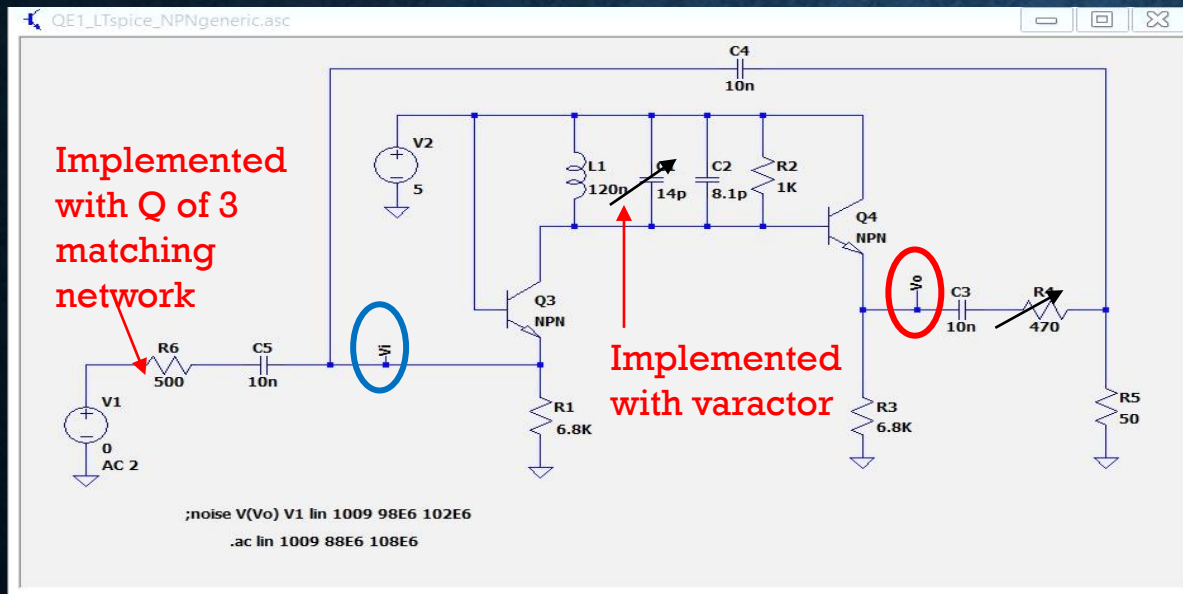 QE1_LTspice_NPNgeneric.asc
C4
10n
V2
5
L1
120n
14p
C2
8.1p
R2
1K
Q4
NPN
Q3
NPN
Implemented
with Q of 3
matching
network
R6
500
C5
10n
Vi
Vo
C3
10n
R4
470
V1
0
AC 2
R1
6.8K
Implemented
with varactor
R3
6.8K
R5
50
;noise V(Vo) V1 lin 1009 98E6 102E6
.ac lin 1009 88E6 108E6